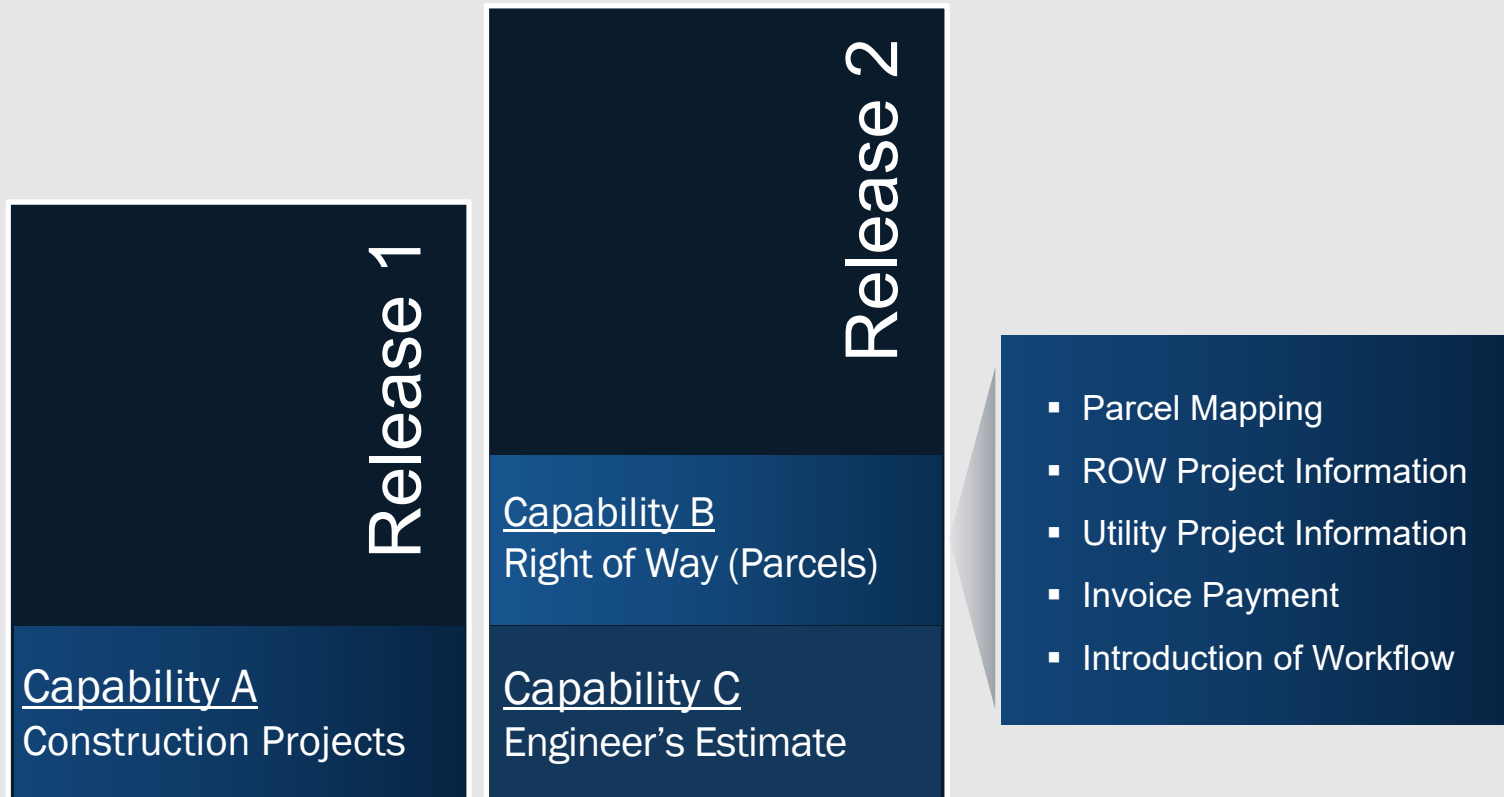 Release 1
Capability A
Construction Projects
Release 2
Capability B
Right of Way (Parcels)
Capability C
Engineer’s Estimate
▪ Parcel Mapping
▪ ROW Project Information
▪ Utility Project Information
▪ Invoice Payment
▪ Introduction of Workflow